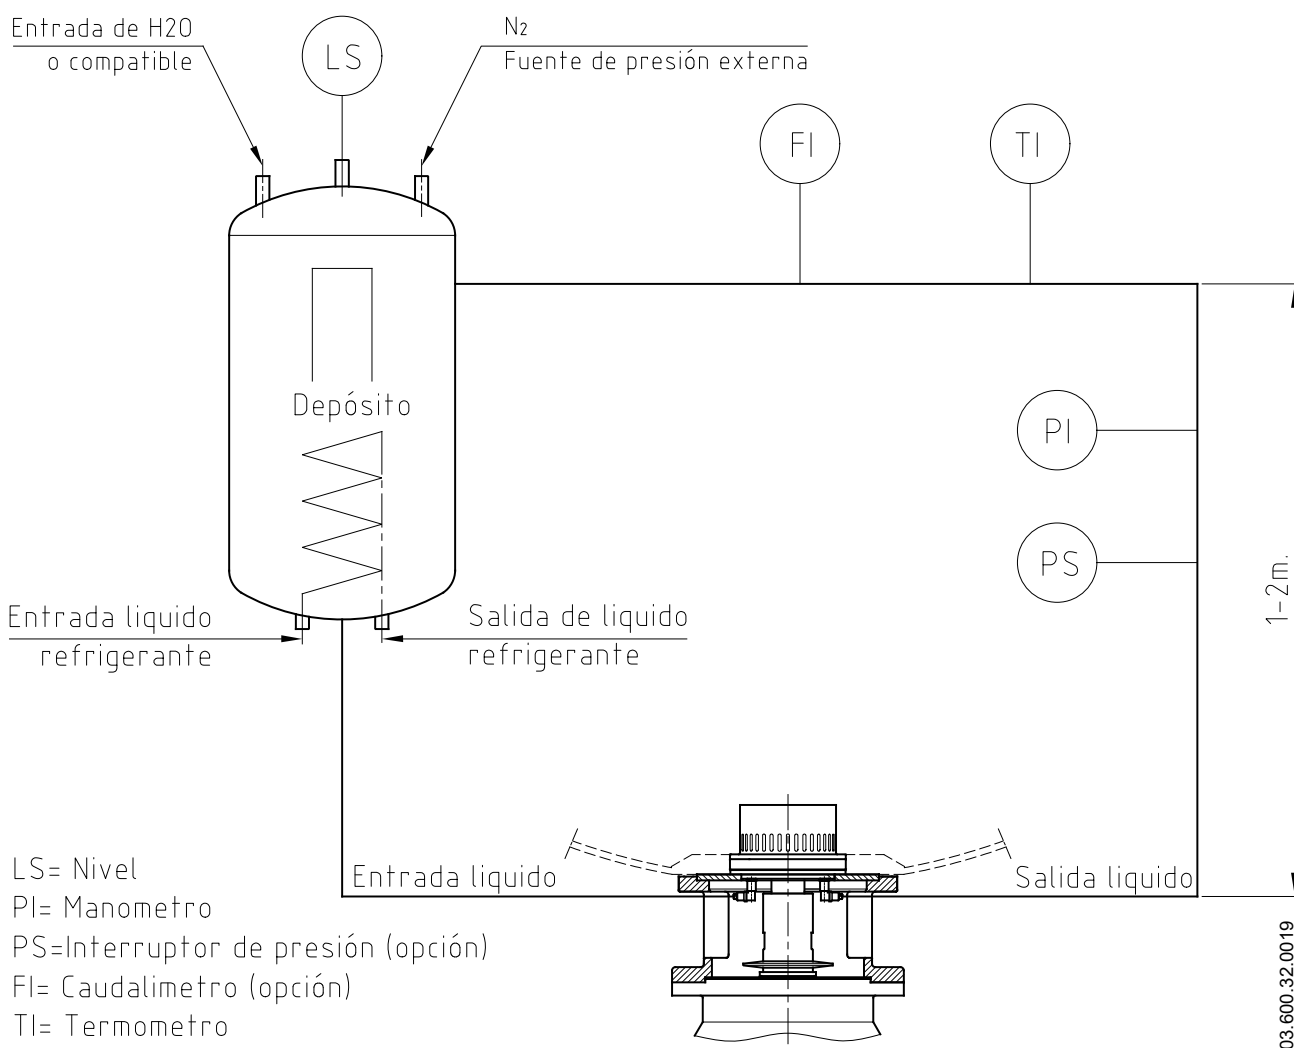 Entrada de H2O
o compatible
LS
N2
Fuente de presión externa
FI
TI
Depósito
PI
PS
1-2m.
Entrada liquido
refrigerante
Salida de liquido
refrigerante
Entrada liquido
Salida liquido
LS= Nivel
PI= Manometro
PS=Interruptor de presión (opción)
FI= Caudalimetro (opción)
TI= Termometro
03.600.32.0019